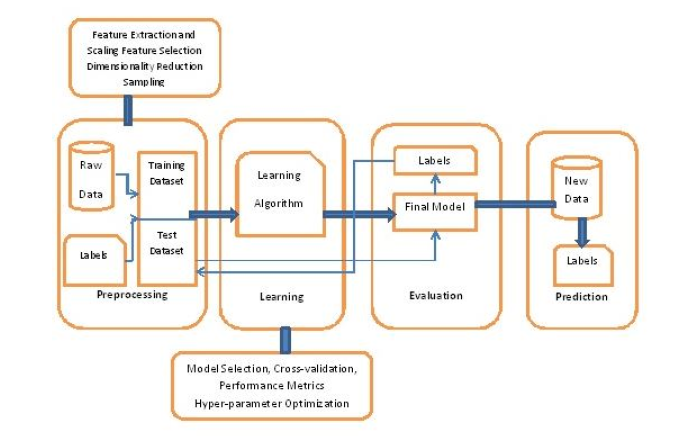 Feature Extraction and
Scaling Feature Selection
Dimensionality Reduction
Sampling
Raw
Data
Labels
Training
Dataset
Test
Dataset
Preprocessing
Learning
Algorithm
Learning
Labels
Final Model
Evaluation
New
Data
Labels
Prediction
Model Selection, Cross-validation,
Performance Metrics
Hyper-parameter Optimization